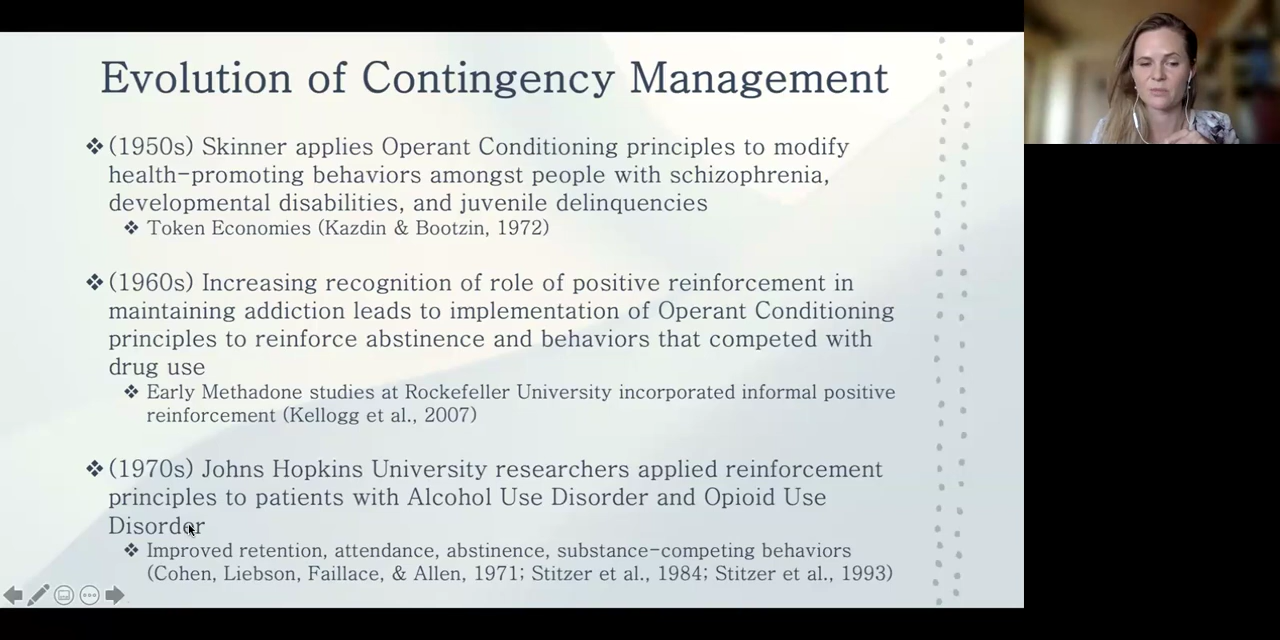 Evolution of Contingency Management
❖(1950s) Skinner applies Operant Conditioning principles to modify
health-promoting behaviors amongst people with schizophrenia,
developmental disabilities, and juvenile delinquencies
❖ Token Economies (Kazdin & Bootzin, 1972)
❖(1960s) Increasing recognition of role of positive reinforcement in
maintaining addiction leads to implementation of Operant Conditioning
principles to reinforce abstinence and behaviors that competed with
drug use
❖ Early Methadone studies at Rockefeller University incorporated informal positive
reinforcement (Kellogg et al., 2007)
❖(1970s) Johns Hopkins University researchers applied reinforcement
principles to patients with Alcohol Use Disorder and Opioid Use
Disorder
❖ Improved retention, attendance, abstinence, substance-competing behaviors
(Cohen, Liebson, Faillace, & Allen, 1971; Stitzer et al., 1984; Stitzer et al., 1993)